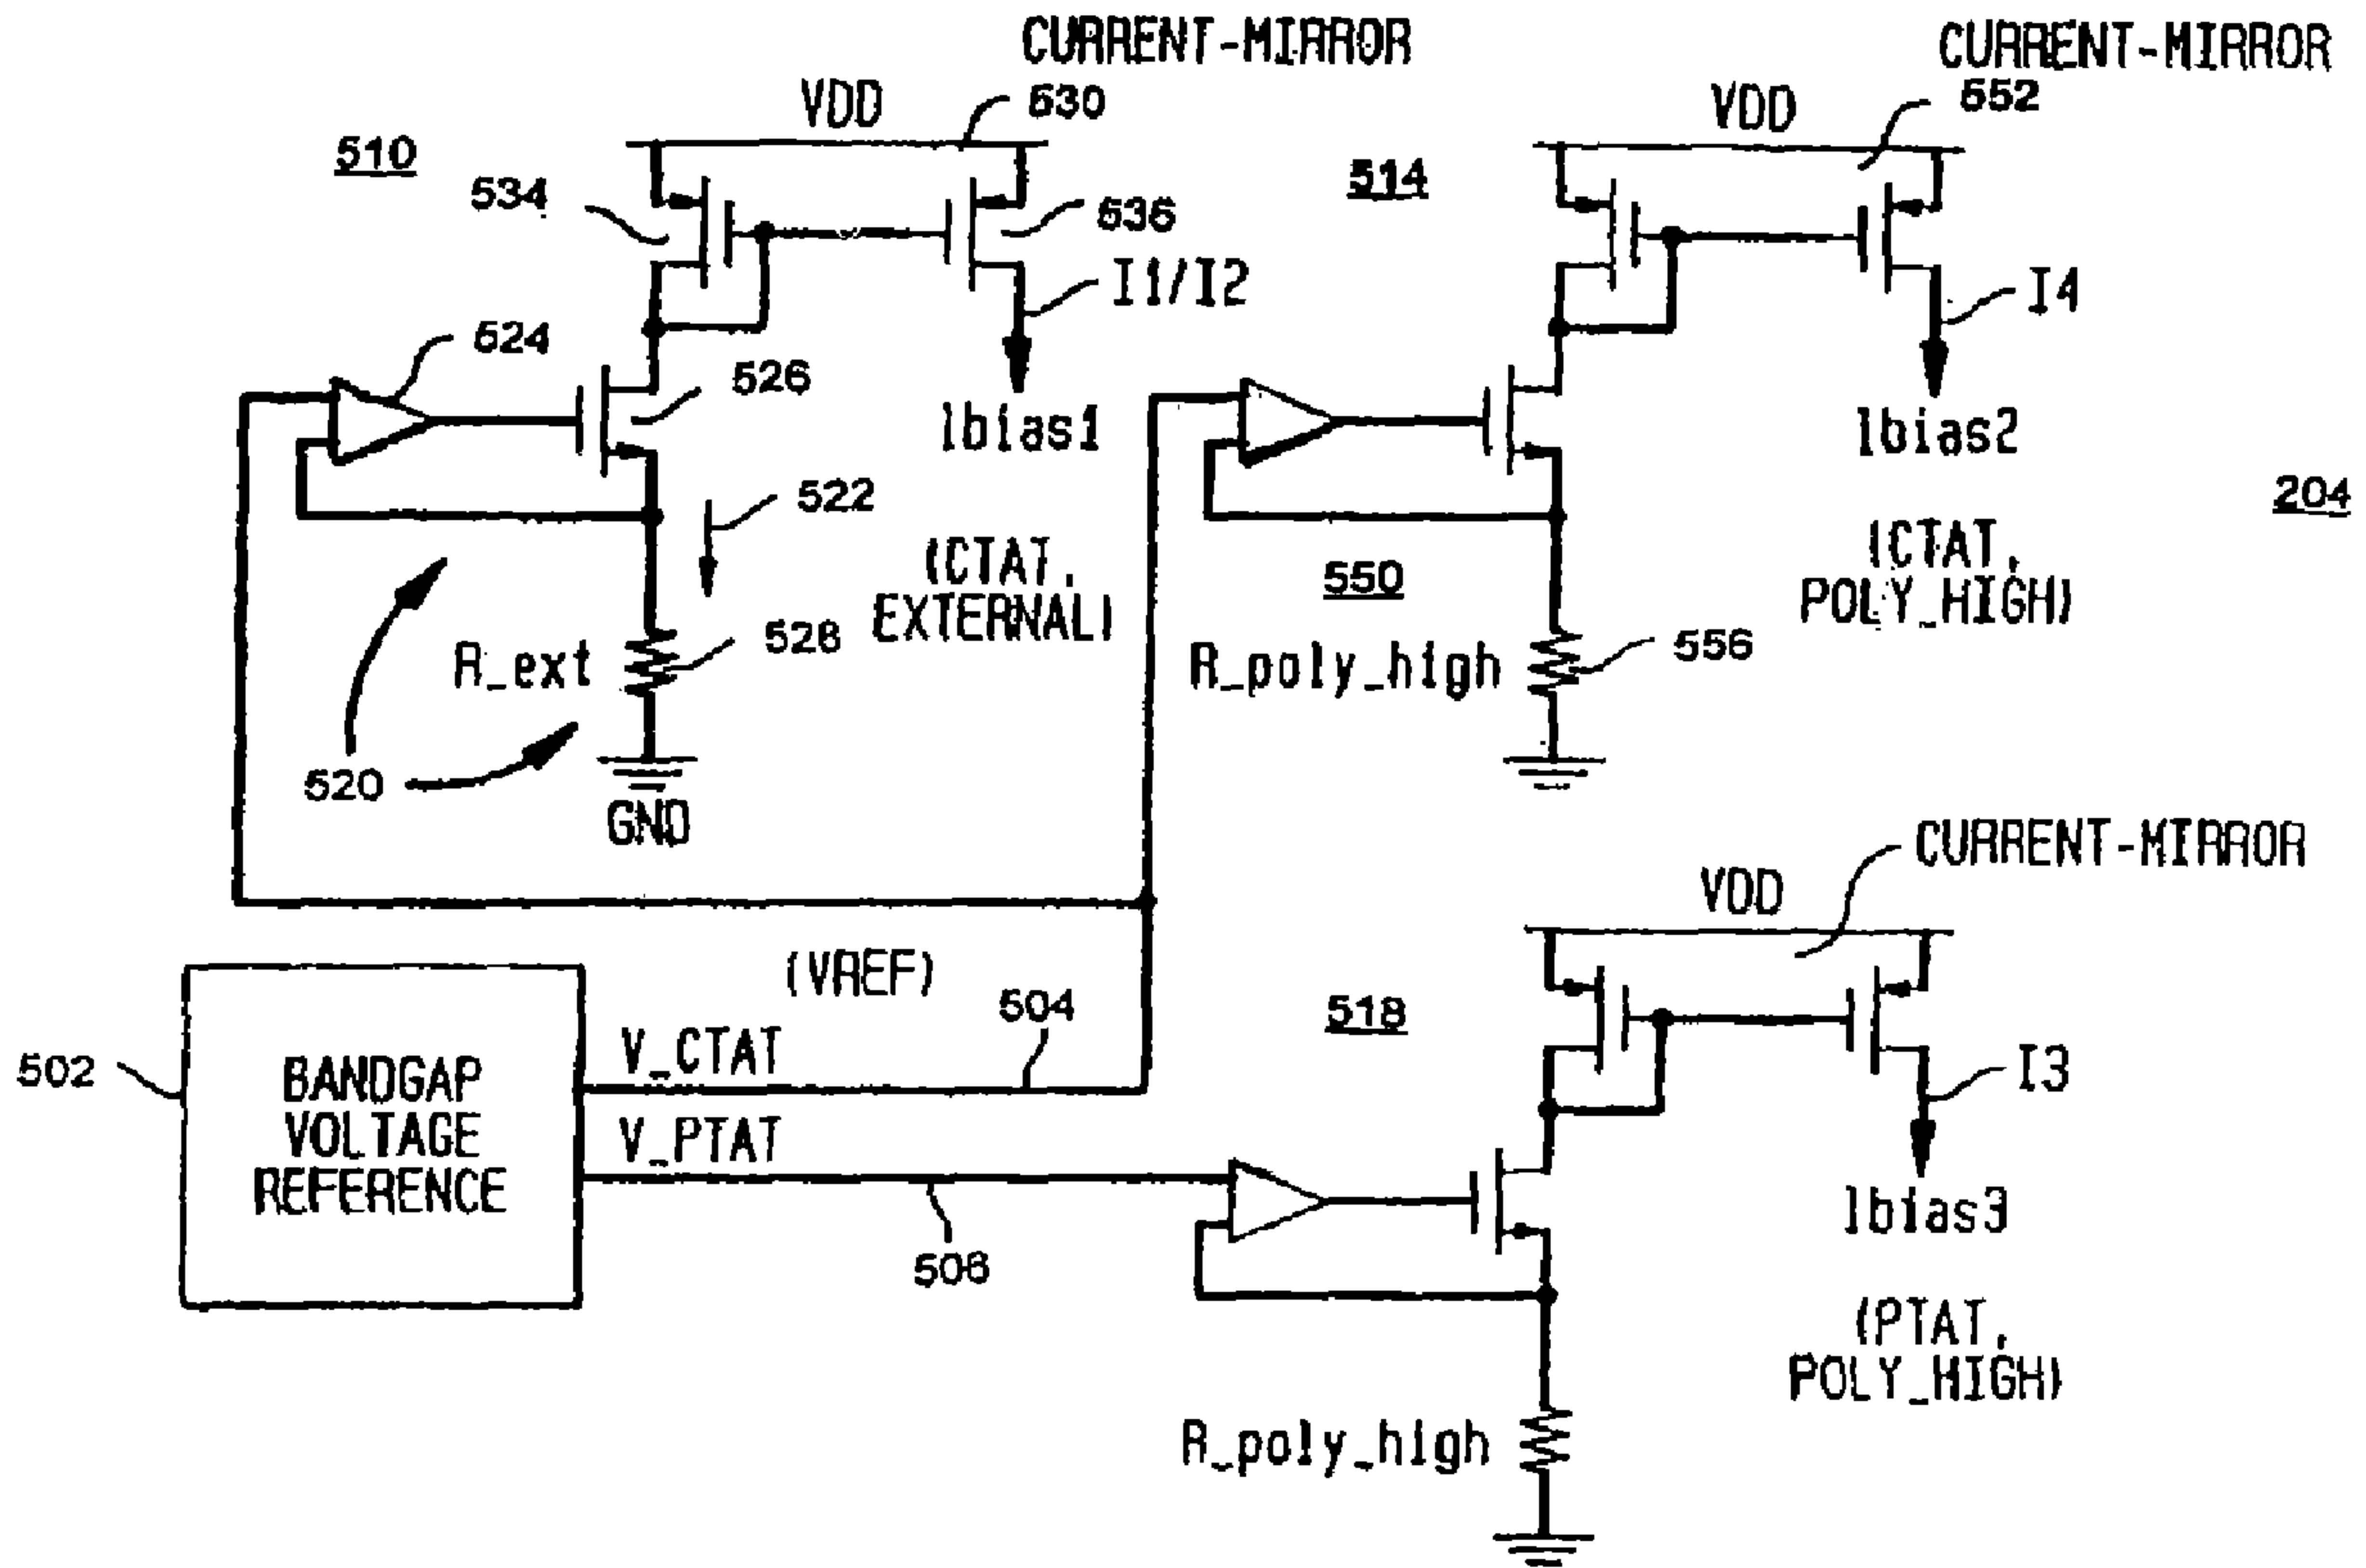 CURRENT-MIRROR
530
VDD
510
534
536
I1/I2
524
526
Ibias1
522
(CTAT,
EXTERNAL)
R_ext
528
520
GND
CURRENT-MIRROR
552
VDD
514
I4
Ibias2
204
(CTAT,
POLY_HIGH)
550
R_poly_high
556
CURRENT-MIRROR
VDD
(VREF)
504
518
502
BANDGAP
VOLTAGE
REFERENCE
V_CTAT
V_PTAT
506
I3
Ibias3
(PTAT,
POLY_HIGH)
R_poly_high